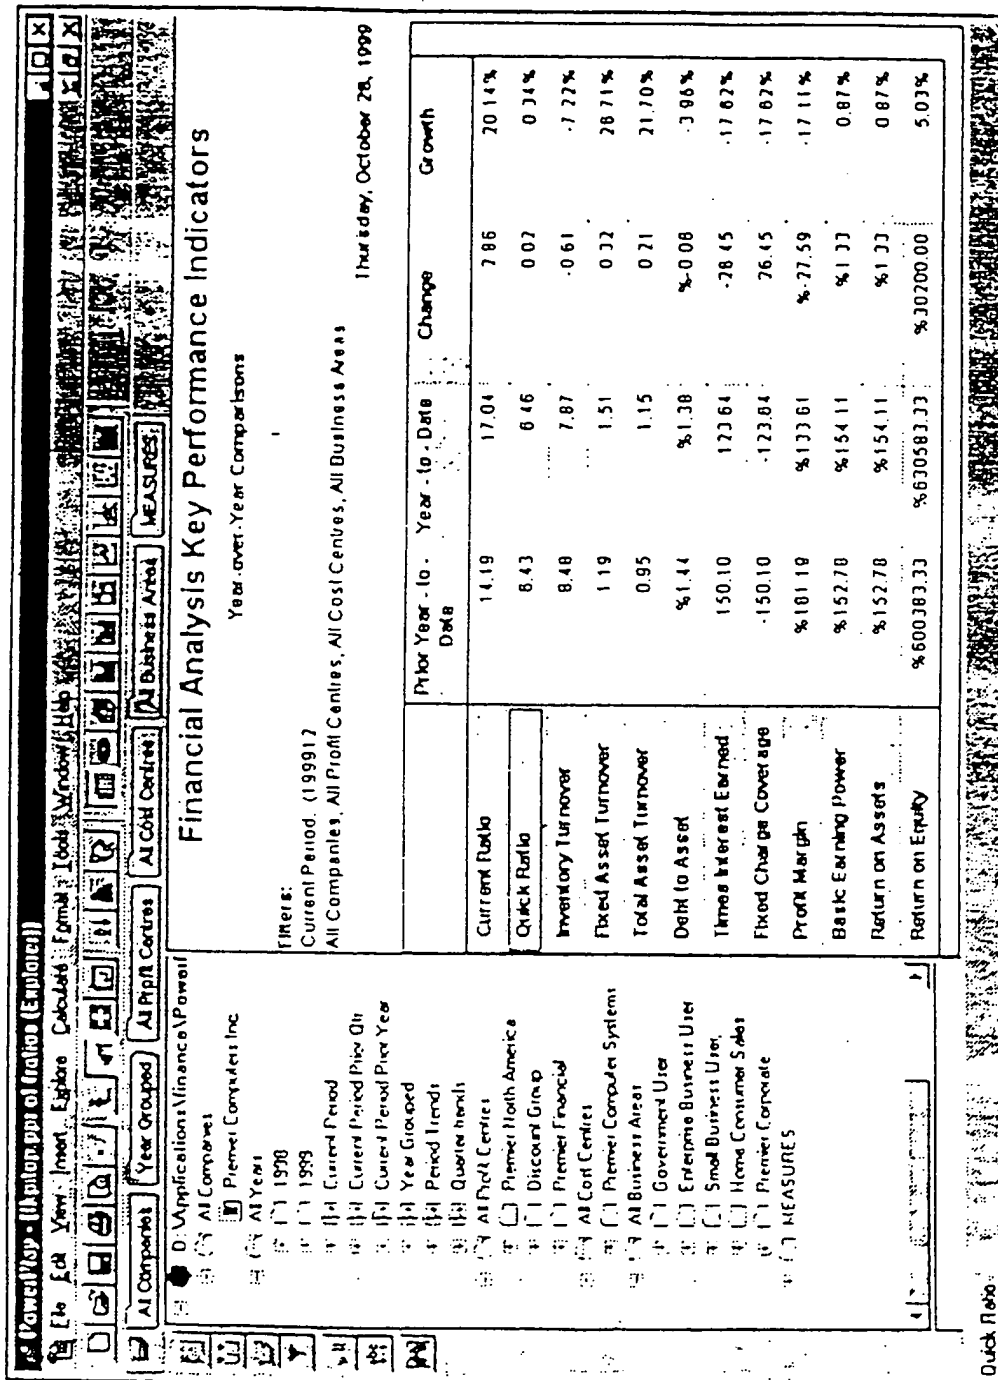 File Edit View Insert Explore Calculate Format Tools Window Help
All Companies Year Grouped All Profit Centres All Cost Centres All Business Areas MEASURES
D:\Applications\finance\Power
All Companies
Premier Computers Inc
All Years
1998
1999
Current Period
Current Period Prior Qtr
Current Period Prior Year
Year Grouped
Period Trends
Quarter trends
All Profit Centres
Premier North America
Discount Group
Premier Financial
All Cost Centres
Premier Computer Systems
All Business Areas
Government User
Enterprise Business User
Small Business User
Home Consumer Sales
Premier Corporate
MEASURES
Financial Analysis Key Performance Indicators
Year-over-Year Comparisons
Thursday, October 28, 1999
Filters:
Current Period. (199912
All Companies, All Profit Centres, All Cost Centres, All Business Areas
Prior Year - to - Date Year - to - Date Change Growth
Current Ratio 14.19 17.04 2 86 20 14%
Quick Ratio 6.43 6 46 0 02 0 34%
Inventory Turnover 8.48 7.87 -0 61 -7 22%
Fixed Asset Turnover 1 19 1.51 0 32 26 71%
Total Asset Turnover 0.95 1.15 0 21 21.70%
Debt to Asset %1.44 %1.38 %-0 06 -3 96%
Times Interest Earned 150.10 123 64 -26 45 -17 62%
Fixed Charge Coverage -150.10 -123.64 26.45 -17 62%
Profit Margin %161 19 %133 61 %-27.59 -17 11%
Basic Earning Power %152.78 %154 11 %1 33 0.87%
Return on Assets %152 78 %154.11 %1 33 0 87%
Return on Equity %600383.33 %630583.33 %30200.00 5.03%
Quick Ratio